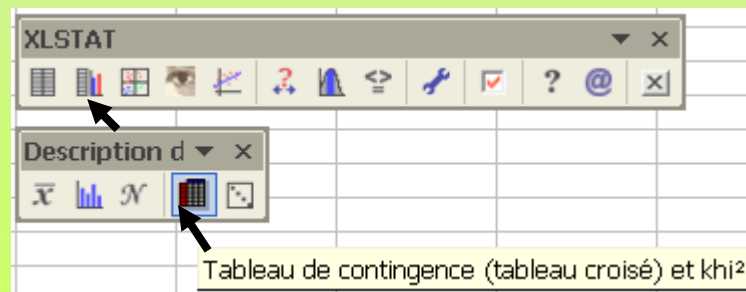 XLSTAT
? @
Description d
x N
Tableau de contingence (tableau croisé) et khi²